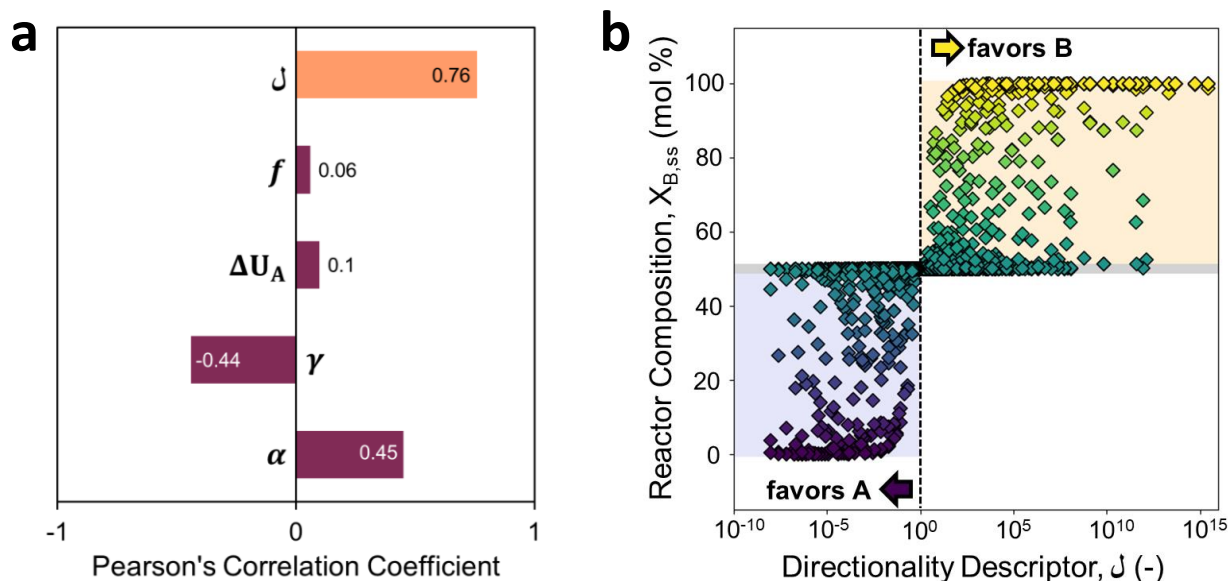 a
ل
0.76
f
0.06
ΔU_A
0.1
-0.44
γ
α
0.45
-1
0
1
Pearson's Correlation Coefficient
b
favors B
Reactor Composition, X_B,ss (mol %)
100
80
60
40
20
0
favors A
10^-10
10^-5
10^0
10^5
10^10
10^15
Directionality Descriptor, ل (-)